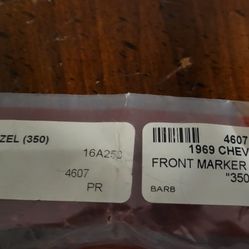 ZEL (350)
16A250
4607
PR
4607
1969 CHEV
FRONT MARKER
"350
BARB